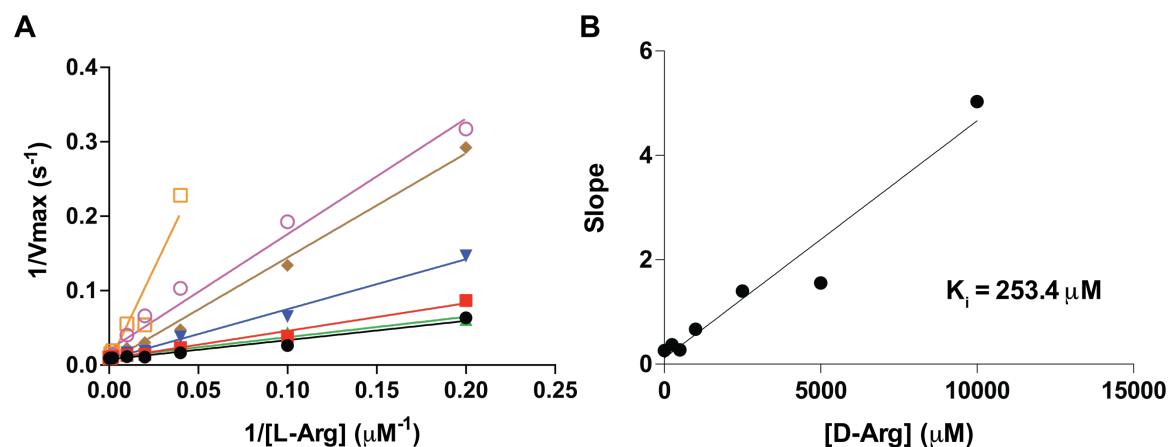 A
0.4
0.3
0.2
0.1
0.0
0.00
0.05
0.10
0.15
0.20
0.25
1/Vmax (s⁻¹)
1/[L-Arg] (μM⁻¹)
B
6
4
2
0
0
5000
10000
15000
Slope
[D-Arg] (μM)
Kᵢ = 253.4 μM